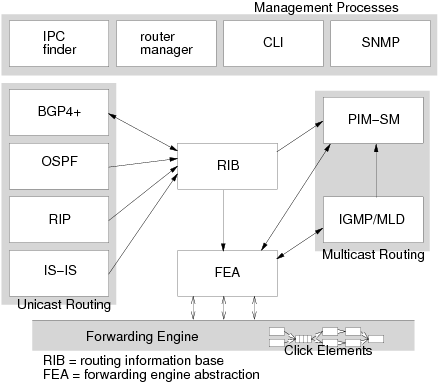 Management Processes
IPC
finder
router
manager
CLI
SNMP
BGP4+
OSPF
RIP
IS-IS
Unicast Routing
RIB
FEA
PIM-SM
IGMP/MLD
Multicast Routing
Forwarding Engine
Click Elements
RIB = routing information base
FEA = forwarding engine abstraction